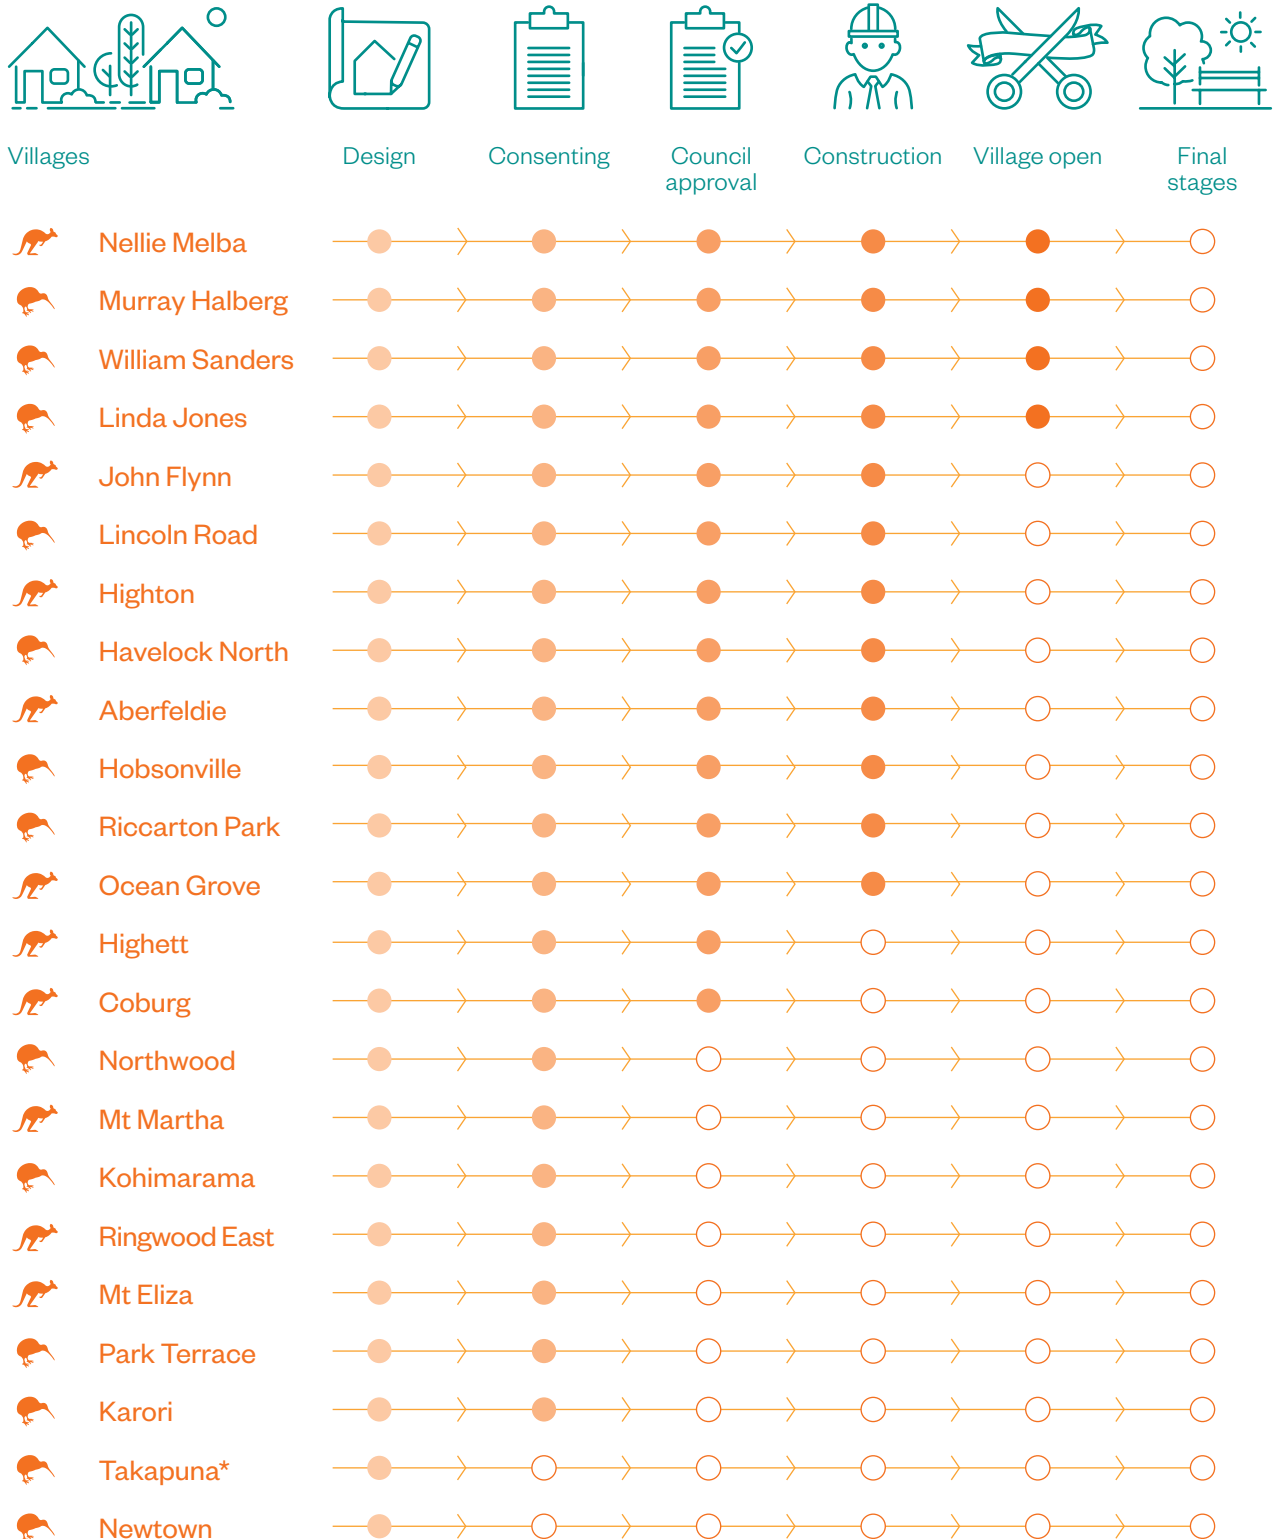 Villages
Design
Consenting
Council
approval
Construction
Village open
Final
stages
Nellie Melba
Murray Halberg
William Sanders
Linda Jones
John Flynn
Lincoln Road
Highton
Havelock North
Aberfeldie
Hobsonville
Riccarton Park
Ocean Grove
Highett
Coburg
Northwood
Mt Martha
Kohimarama
Ringwood East
Mt Eliza
Park Terrace
Karori
Takapuna*
Newtown